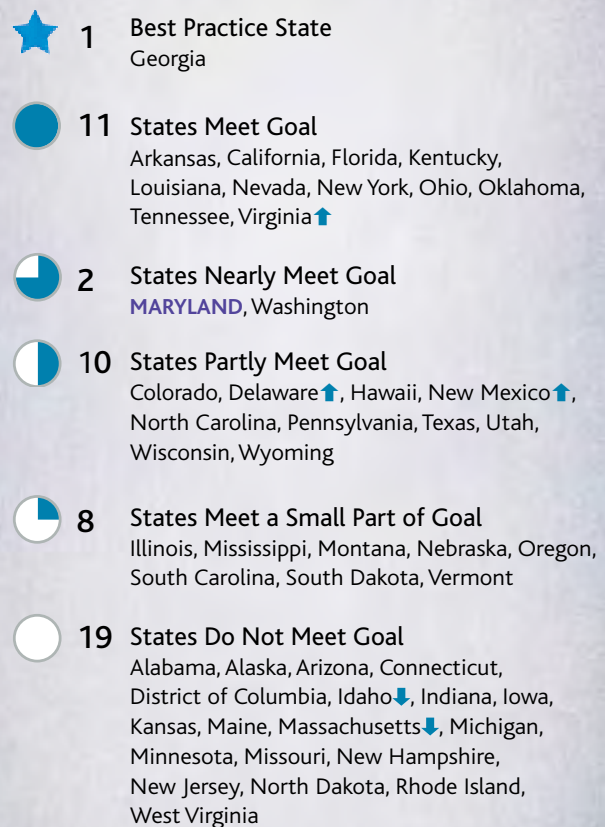 1 Best Practice State
Georgia
11 States Meet Goal
Arkansas, California, Florida, Kentucky,
Louisiana, Nevada, New York, Ohio, Oklahoma,
Tennessee, Virginia⬆
2 States Nearly Meet Goal
MARYLAND, Washington
10 States Partly Meet Goal
Colorado, Delaware⬆, Hawaii, New Mexico⬆,
North Carolina, Pennsylvania, Texas, Utah,
Wisconsin, Wyoming
8 States Meet a Small Part of Goal
Illinois, Mississippi, Montana, Nebraska, Oregon,
South Carolina, South Dakota, Vermont
19 States Do Not Meet Goal
Alabama, Alaska, Arizona, Connecticut,
District of Columbia, Idaho⬇, Indiana, Iowa,
Kansas, Maine, Massachusetts⬇, Michigan,
Minnesota, Missouri, New Hampshire,
New Jersey, North Dakota, Rhode Island,
West Virginia